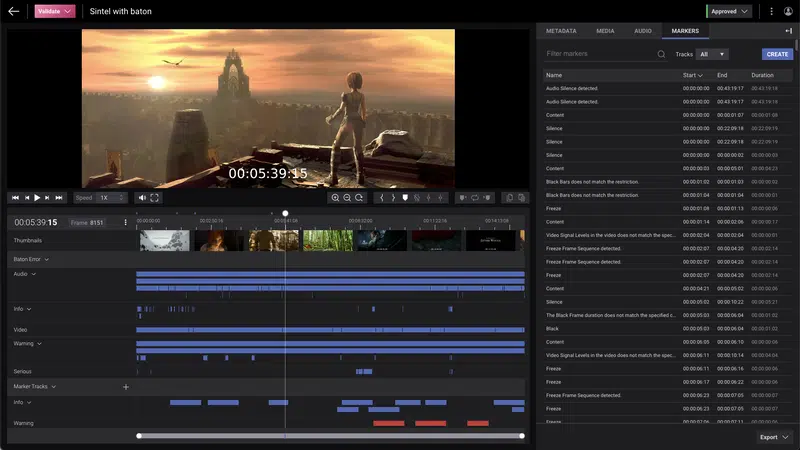 Validate
Sintel with baton
Approved
METADATA MEDIA AUDIO MARKERS
Filter markers Tracks All CREATE
Name Start End Duration
Audio Silence detected. 00:00:00:00 00:43:19:17 00:43:19:18
Audio Silence detected. 00:00:00:00 00:43:19:17 00:43:19:18
Content 00:00:00:00 00:00:01:07 00:00:01:08
Silence 00:00:00:00 00:22:09:18 00:22:09:19
Silence 00:00:00:00 00:22:09:18 00:22:09:19
Silence 00:00:00:00 00:00:00:02 00:00:00:03
Content 00:00:00:03 00:00:05:01 00:00:04:23
Black Bars does not match the restriction. 00:00:01:02 00:00:01:03 00:00:00:02
Black Bars does not match the restriction. 00:00:01:04 00:00:01:03
Freeze 00:00:01:08 00:00:01:13 00:00:00:06
Content 00:00:01:14 00:00:02:06 00:00:00:17
Video Signal Levels in the video does not match the spe... 00:00:02:04 00:00:02:04 00:00:00:01
Freeze Frame Sequence detected. 00:00:02:07 00:00:04:20 00:00:02:14
Freeze Frame Sequence detected. 00:00:02:07 00:00:04:20 00:00:02:14
Freeze 00:00:02:07 00:00:04:20 00:00:02:14
Content 00:00:04:21 00:00:05:02 00:00:00:06
Silence 00:00:05:02 00:00:10:22 00:00:05:21
The Black Frame duration does not match the specified c... 00:00:05:03 00:00:06:04 00:00:01:02
Black 00:00:05:03 00:00:06:04 00:00:01:02
Content 00:00:06:05 00:00:06:10 00:00:00:06
Video Signal Levels in the video does not match the spe... 00:00:06:11 00:00:10:14 00:00:04:04
Freeze 00:00:06:11 00:00:06:16 00:00:00:06
Freeze 00:00:06:17 00:00:06:22 00:00:00:06
Freeze Frame Sequence detected. 00:00:06:23 00:00:07:05 00:00:00:07
Freeze 00:00:06:23 00:00:07:05 00:00:00:07
Freeze
Export
00:05:39:15
Speed 1X
00:05:39:15 Frame 8151
00:00:00:00 00:04:22:03 00:11:22:16 00:14:15:09
Thumbnails
Baton Error
Audio
Info
Video
Warning
Serious
Marker Tracks
Info
Warning